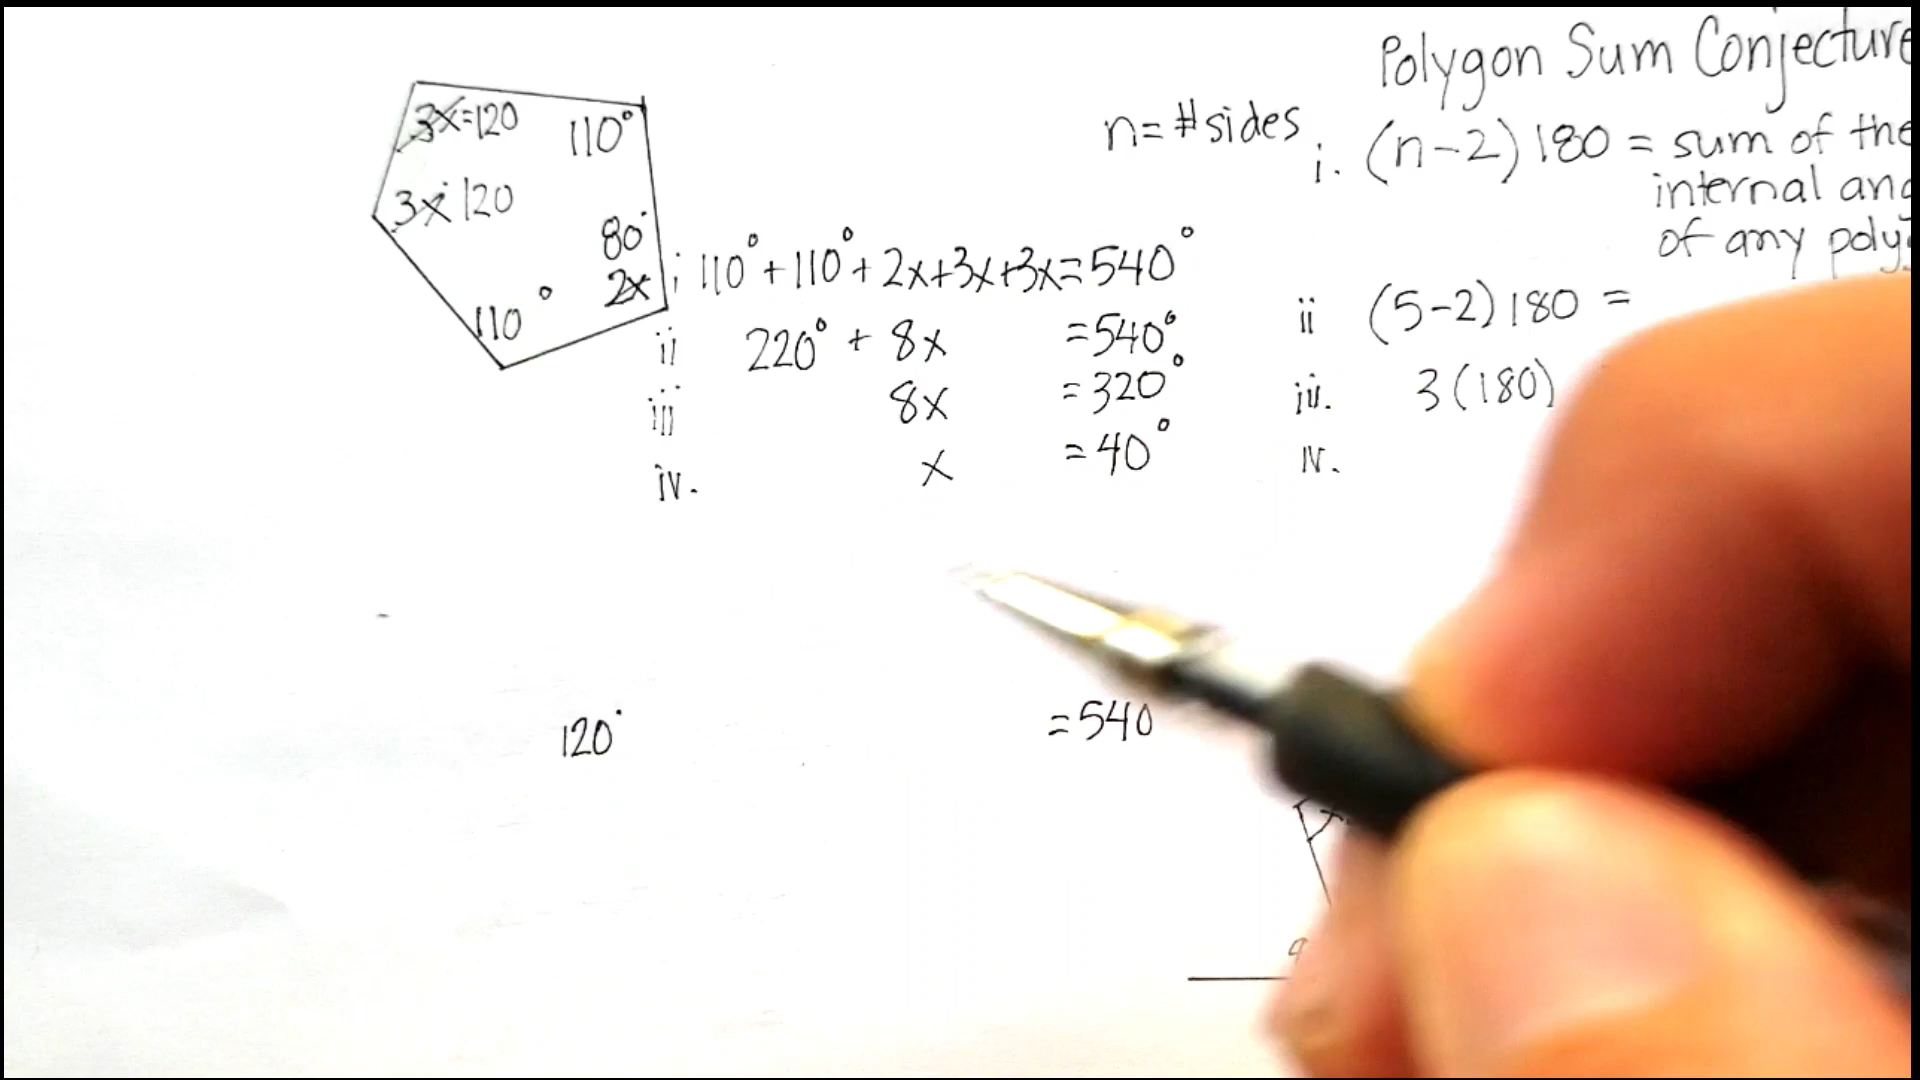 Polygon Sum Conjecture
n= #sides
i. (n-2) 180 = sum of the
internal
of any
3x=120
110°
3x 120
80°
2x
110°
i 110° + 110° + 2x+3x+3x=540°
ii 220° + 8x =540°
iii 8x =320°
iv. x =40°
ii (5-2) 180 =
iii. 3(180)
iv.
120° =540